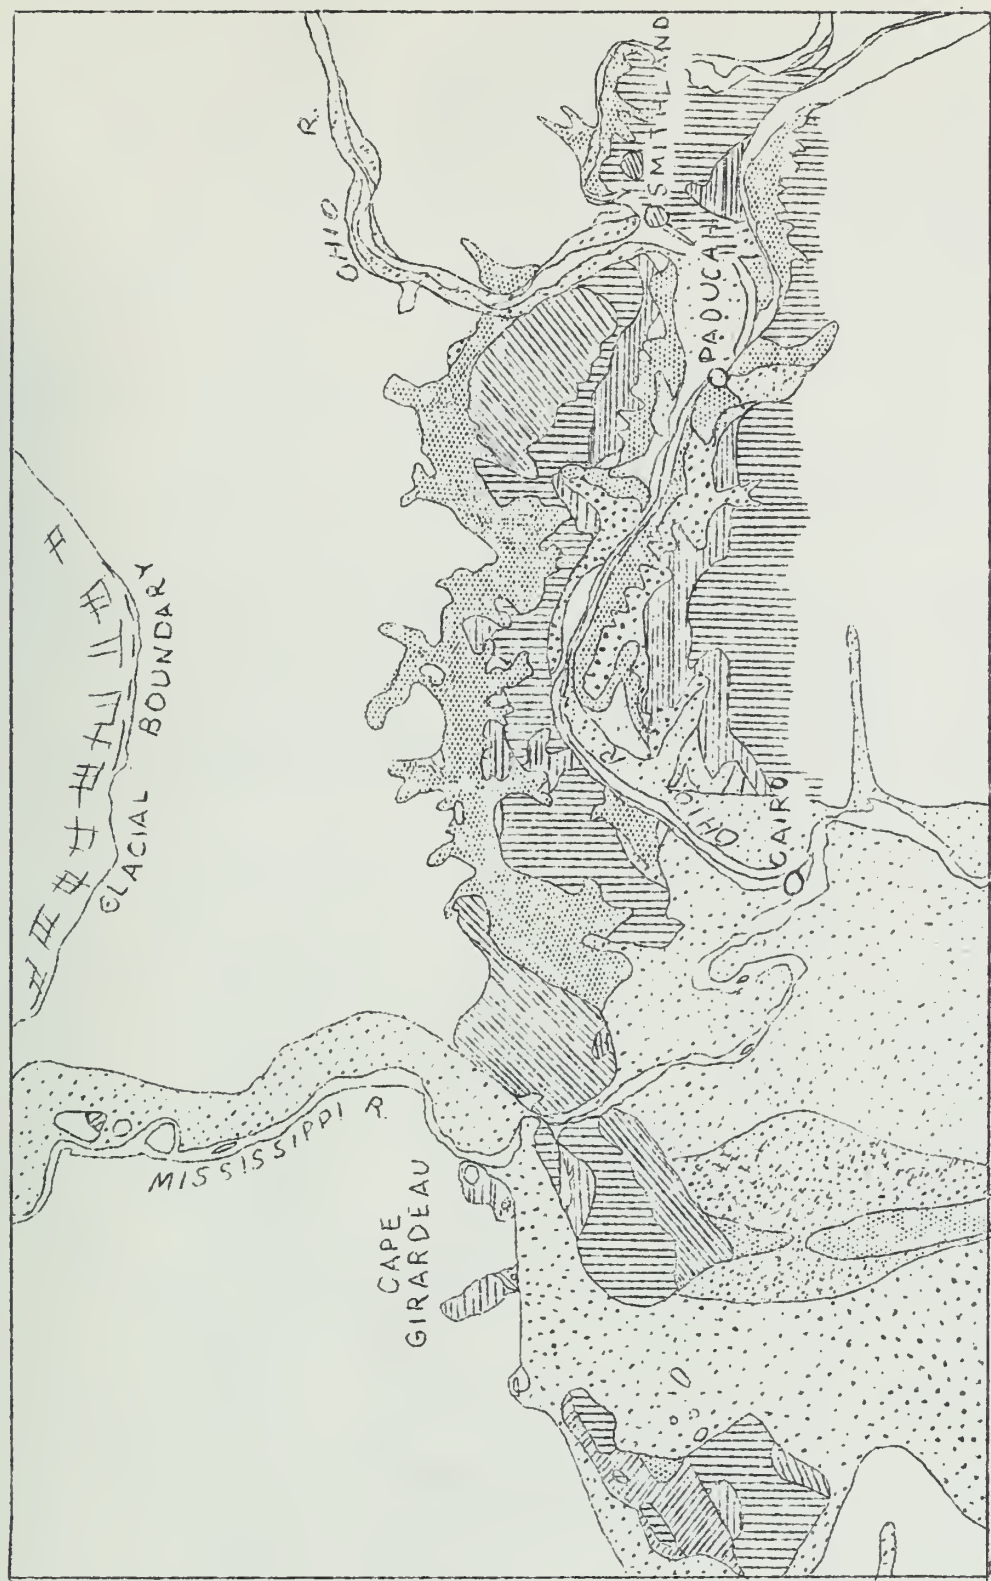 GLACIAL BOUNDARY
MISSISSIPPI R.
OHIO R.
CAPE
GIRARDEAU
SMITHLAND
PADUCAH
OHIO
CAIRO